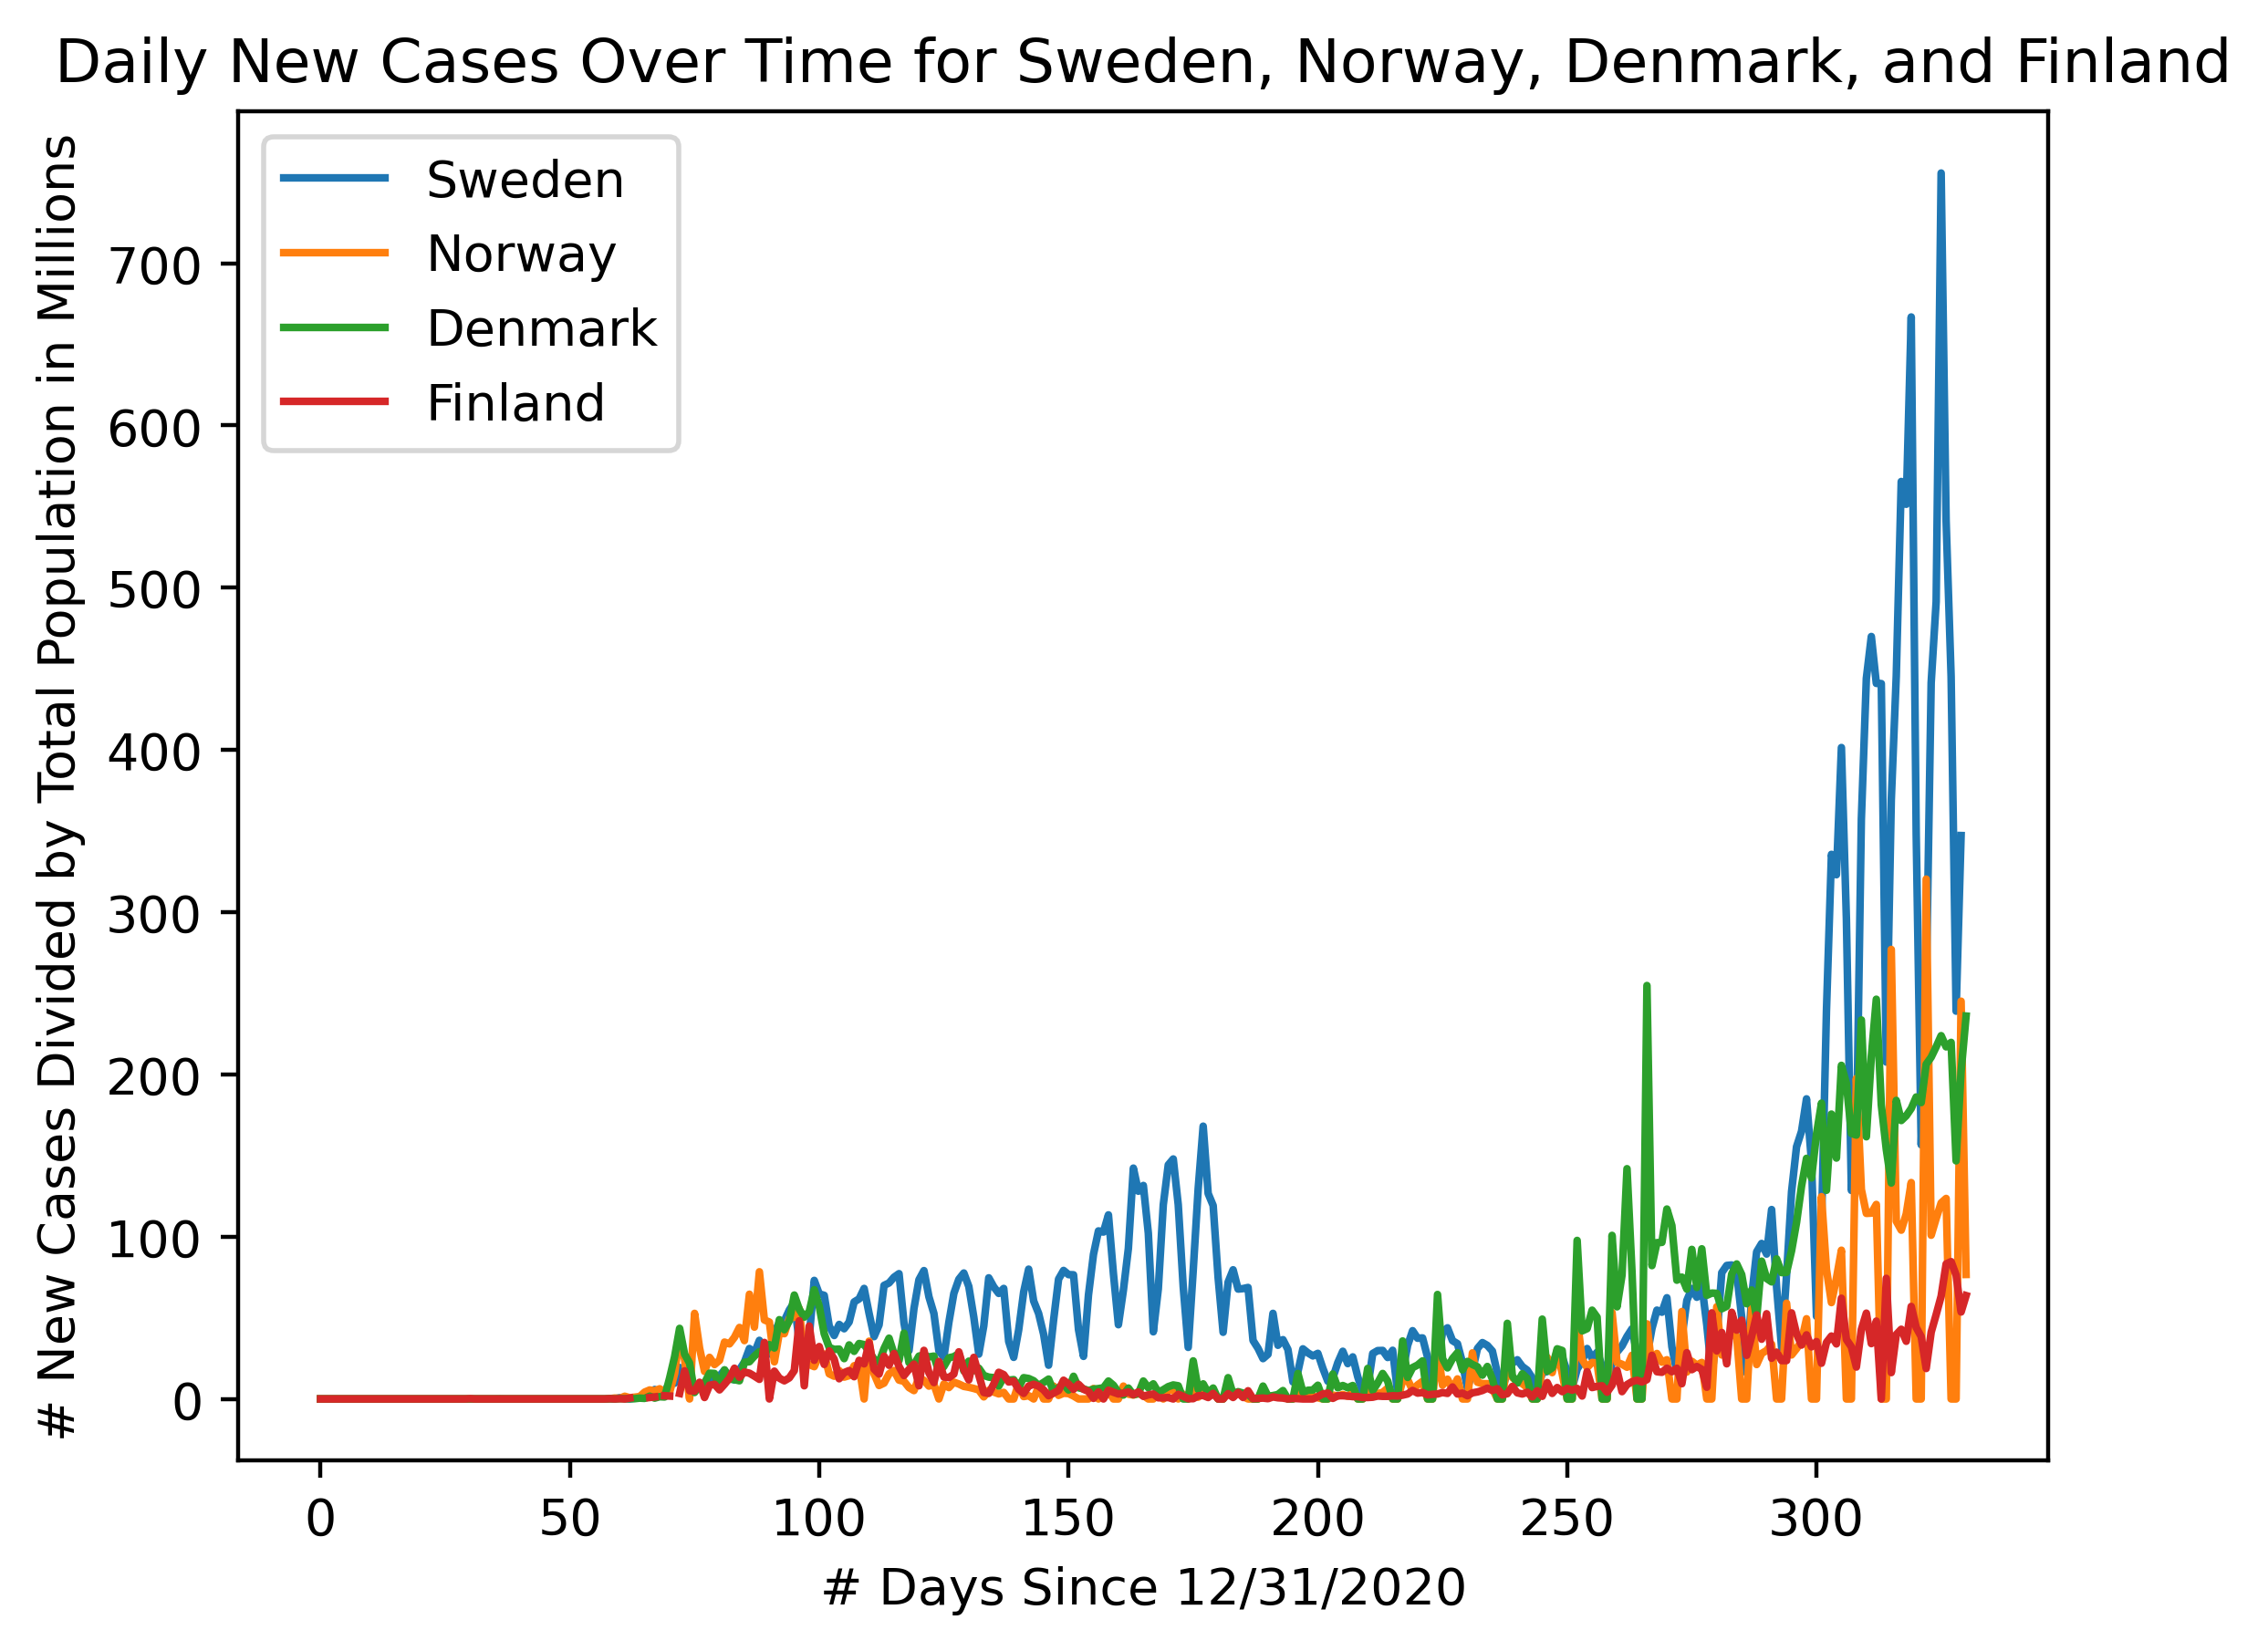 Daily New Cases Over Time for Sweden, Norway, Denmark, and Finland
# New Cases Divided by Total Population in Millions
Sweden
Norway
Denmark
Finland
700
600
500
400
300
200
100
0
0 50 100 150 200 250 300
# Days Since 12/31/2020